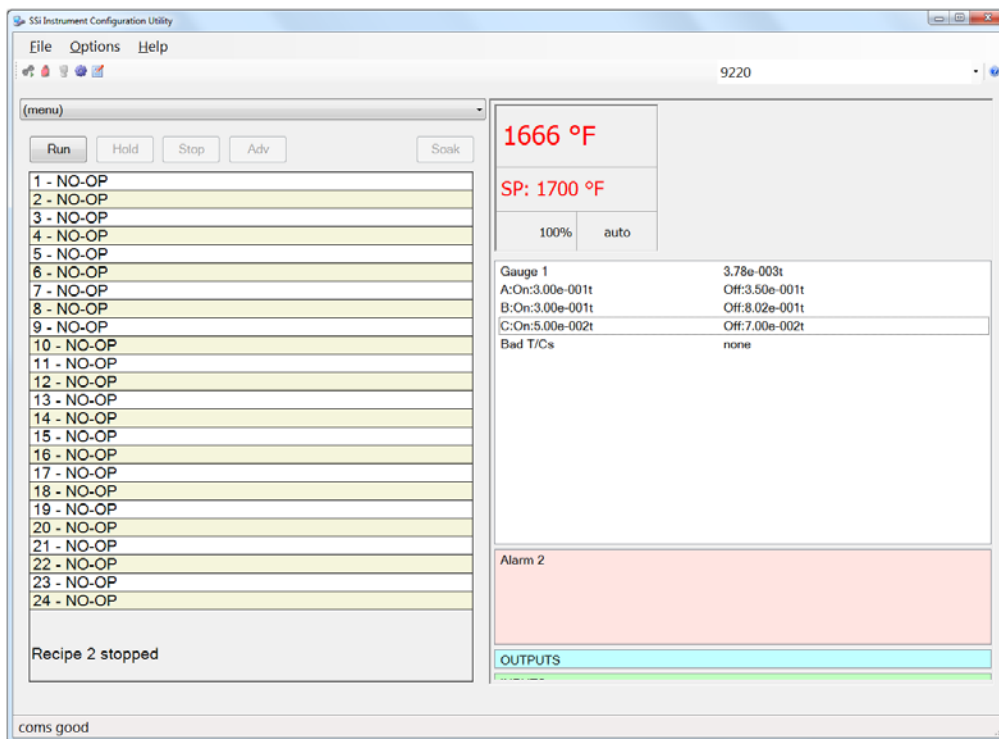 SSi Instrument Configuration Utility
File Options Help
9220
(menu)
Run Hold Stop Adv Soak
1 - NO-OP
2 - NO-OP
3 - NO-OP
4 - NO-OP
5 - NO-OP
6 - NO-OP
7 - NO-OP
8 - NO-OP
9 - NO-OP
10 - NO-OP
11 - NO-OP
12 - NO-OP
13 - NO-OP
14 - NO-OP
15 - NO-OP
16 - NO-OP
17 - NO-OP
18 - NO-OP
19 - NO-OP
20 - NO-OP
21 - NO-OP
22 - NO-OP
23 - NO-OP
24 - NO-OP
Recipe 2 stopped
1666 °F
SP: 1700 °F
100% auto
Gauge 1 3.78e-003t
A:On:3.00e-001t Off:3.50e-001t
B:On:3.00e-001t Off:8.02e-001t
C:On:5.00e-002t Off:7.00e-002t
Bad T/Cs none
Alarm 2
OUTPUTS
coms good